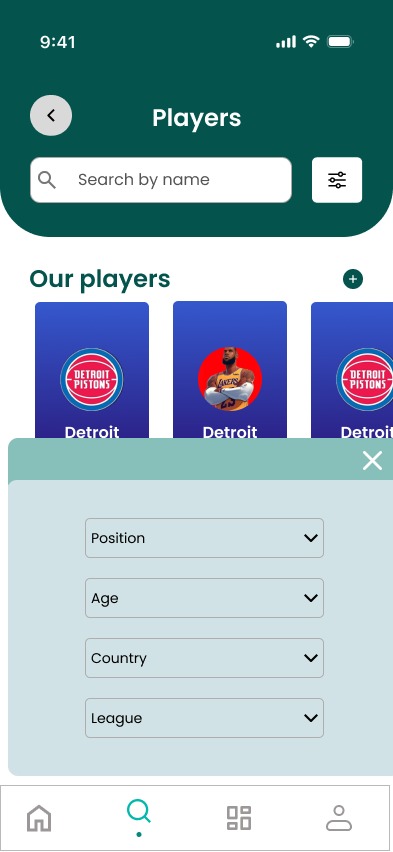 9:41
Players
Search by name
Our players
DETROIT
PISTONS
LAKERS
23
DETROIT
PISTONS
Detroit
Detroit
Detroit
Position
Age
Country
League